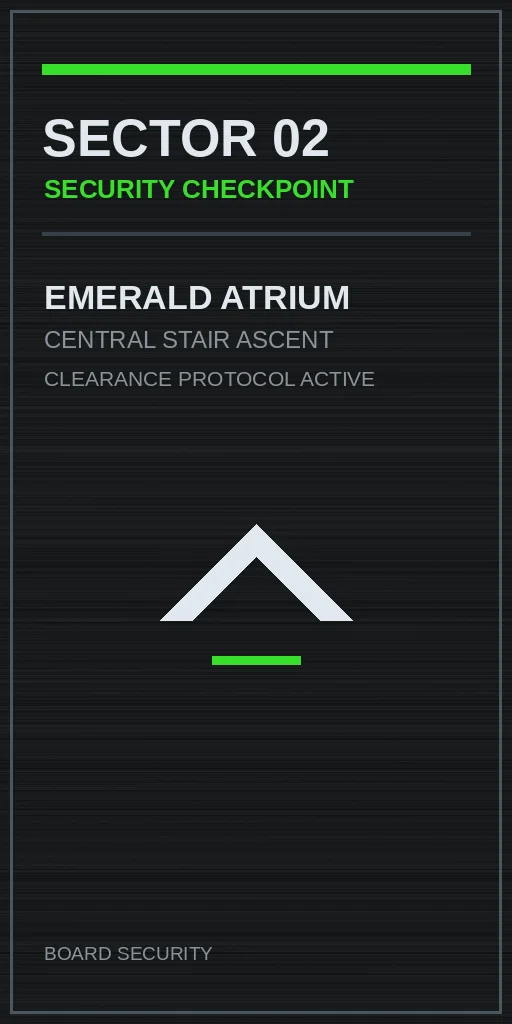 SECTOR 02
SECURITY CHECKPOINT
EMERALD ATRIUM
CENTRAL STAIR ASCENT
CLEARANCE PROTOCOL ACTIVE
BOARD SECURITY